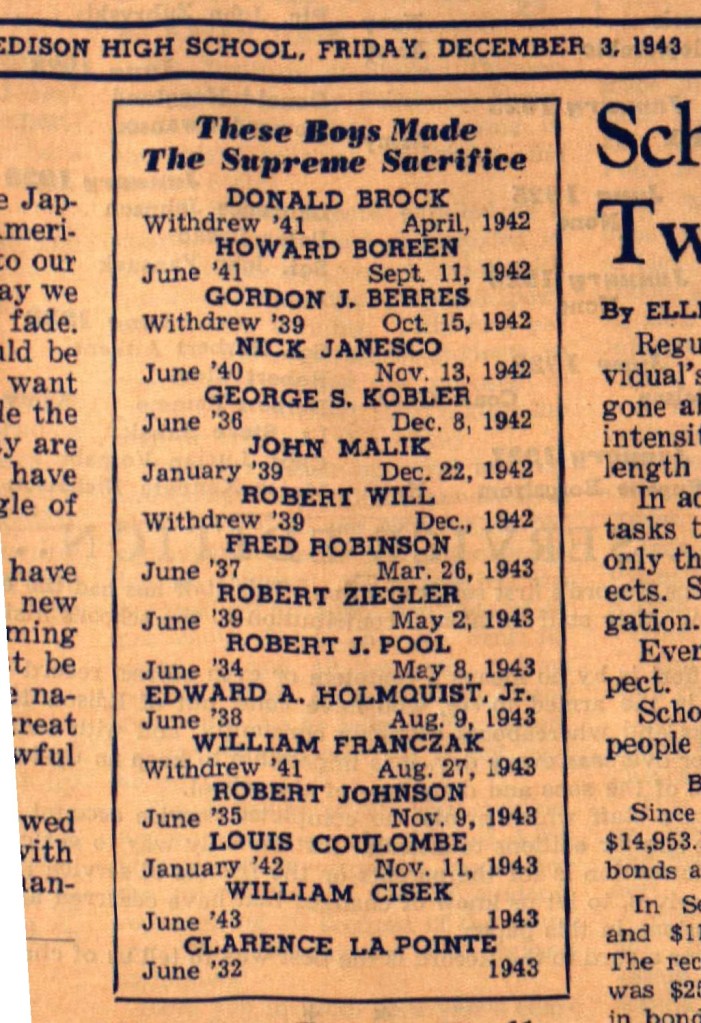 EDISON HIGH SCHOOL, FRIDAY, DECEMBER 3, 1943
These Boys Made
The Supreme Sacrifice
DONALD BROCK
Withdrew '41 April, 1942
HOWARD BOREEN
June '41 Sept. 11, 1942
GORDON J. BERRES
Withdrew '39 Oct. 15, 1942
NICK JANESCO
June '40 Nov. 13, 1942
GEORGE S. KOBLER
June '36 Dec. 8, 1942
JOHN MALIK
January '39 Dec. 22, 1942
ROBERT WILL
Withdrew '39 Dec., 1942
FRED ROBINSON
June '37 Mar. 26, 1943
ROBERT ZIEGLER
June '39 May 2, 1943
ROBERT J. POOL
June '34 May 8, 1943
EDWARD A. HOLMQUIST, Jr.
June '38 Aug. 9, 1943
WILLIAM FRANCZAK
Withdrew '41 Aug. 27, 1943
ROBERT JOHNSON
June '35 Nov. 9, 1943
LOUIS COULOMBE
January '42 Nov. 11, 1943
WILLIAM CISEK
June '43 1943
CLARENCE LA POINTE
June '32 1943
e Jap-
Ameri-
to our
ay we
fade.
uld be
want
le the
y are
have
gle of
have
new
ming
t be
e na-
great
wful
wed
with
han-
Sch
Tw
By ELL
Regu
vidual's
gone al
intensit
length
In ad
tasks t
only th
ects. S
gation.
Ever
pect.
Scho
people
B
Since
$14,953.
bonds a
In Se
and $11
The rec
was $25
in bond